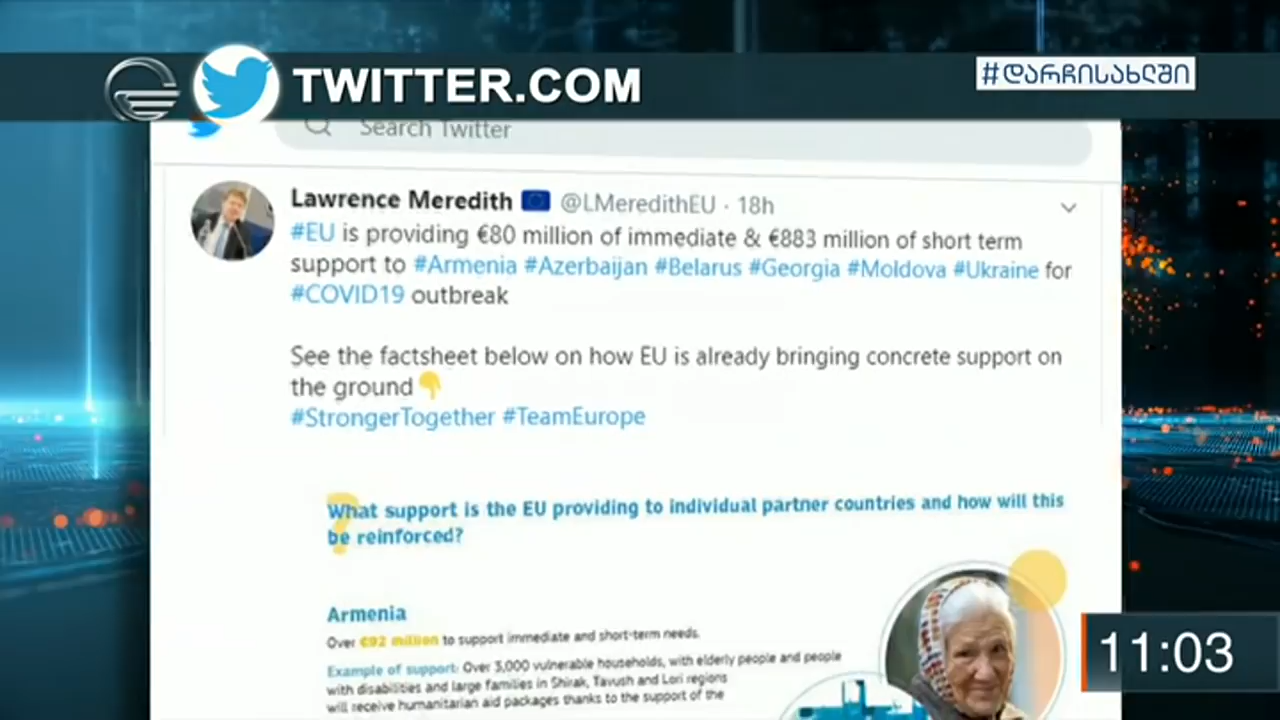 TWITTER.COM
#ᲓᲐᲠᲩᲘᲡᲐᲮᲚᲨᲘ
Search Twitter
Lawrence Meredith @LMeredithEU · 18h
#EU is providing €80 million of immediate & €883 million of short term
support to #Armenia #Azerbaijan #Belarus #Georgia #Moldova #Ukraine for
#COVID19 outbreak
See the factsheet below on how EU is already bringing concrete support on
the ground👇
#StrongerTogether #TeamEurope
What support is the EU providing to individual partner countries and how will this
be reinforced?
Armenia
Over €92 million to support immediate and short-term needs.
Example of support: Over 3,000 vulnerable households, with elderly people and people
with disabilities and large families in Shirak, Tavush and Lori regions
will receive humanitarian aid packages thanks to the support of the
11:03